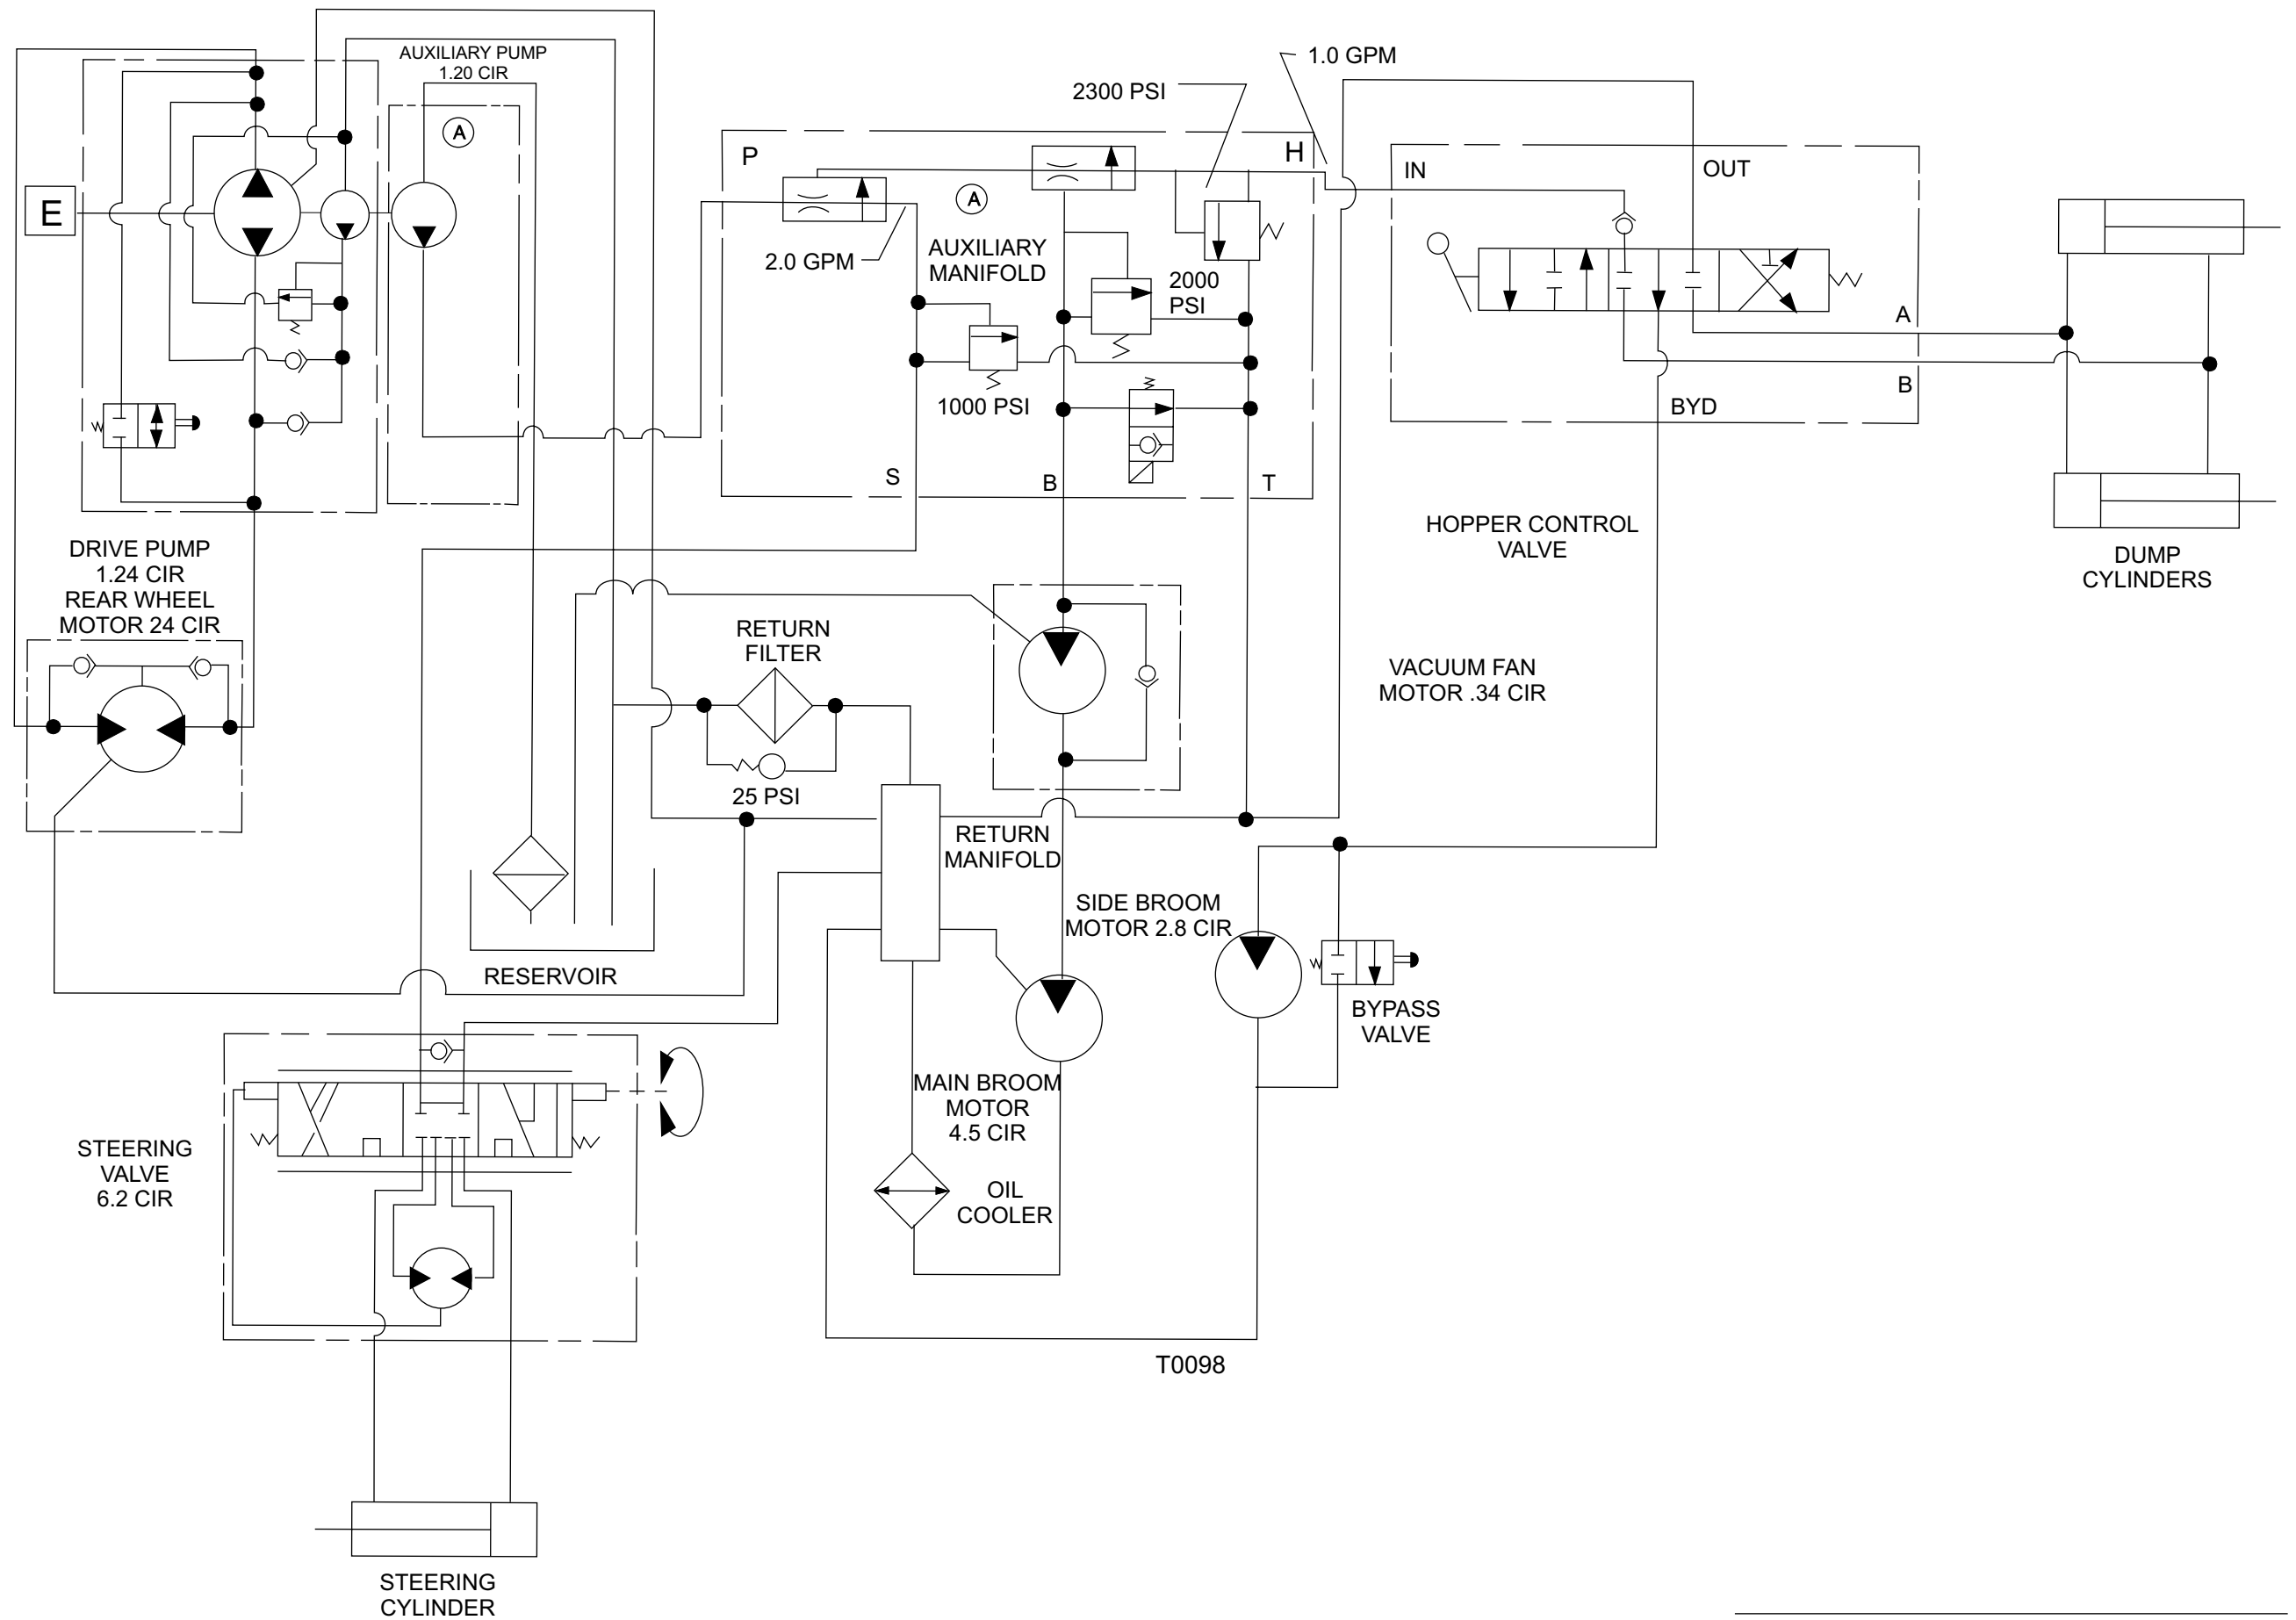 AUXILIARY PUMP
1.20 CIR
1.0 GPM
2300 PSI
A
P
H
IN
OUT
E
A
2.0 GPM
AUXILIARY
MANIFOLD
2000
PSI
1000 PSI
A
B
BYD
S
B
T
HOPPER CONTROL
VALVE
DUMP
CYLINDERS
DRIVE PUMP
1.24 CIR
REAR WHEEL
MOTOR 24 CIR
RETURN
FILTER
25 PSI
VACUUM FAN
MOTOR .34 CIR
RETURN
MANIFOLD
SIDE BROOM
MOTOR 2.8 CIR
RESERVOIR
BYPASS
VALVE
MAIN BROOM
MOTOR
4.5 CIR
STEERING
VALVE
6.2 CIR
OIL
COOLER
T0098
STEERING
CYLINDER